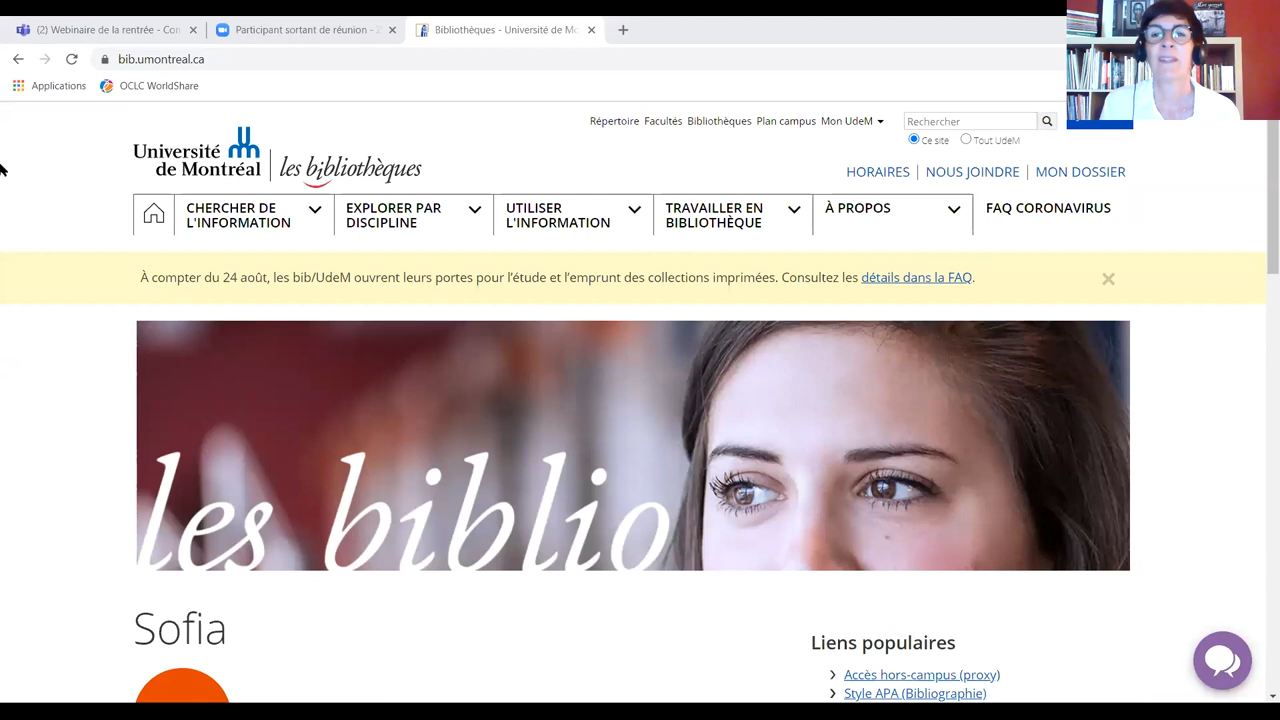 (2) Webinaire de la rentrée - Con
Participant sortant de réunion
Bibliothèques - Université de Mo
bib.umontreal.ca
Applications
OCLC WorldShare
Répertoire Facultés Bibliothèques Plan campus Mon UdeM
Rechercher
Ce site Tout UdeM
Université de Montréal
les bibliothèques
HORAIRES NOUS JOINDRE MON DOSSIER
CHERCHER DE L'INFORMATION
EXPLORER PAR DISCIPLINE
UTILISER L'INFORMATION
TRAVAILLER EN BIBLIOTHÈQUE
À PROPOS
FAQ CORONAVIRUS
À compter du 24 août, les bib/UdeM ouvrent leurs portes pour l'étude et l'emprunt des collections imprimées. Consultez les détails dans la FAQ.
les biblio
Sofia
Liens populaires
Accès hors-campus (proxy)
Style APA (Bibliographie)